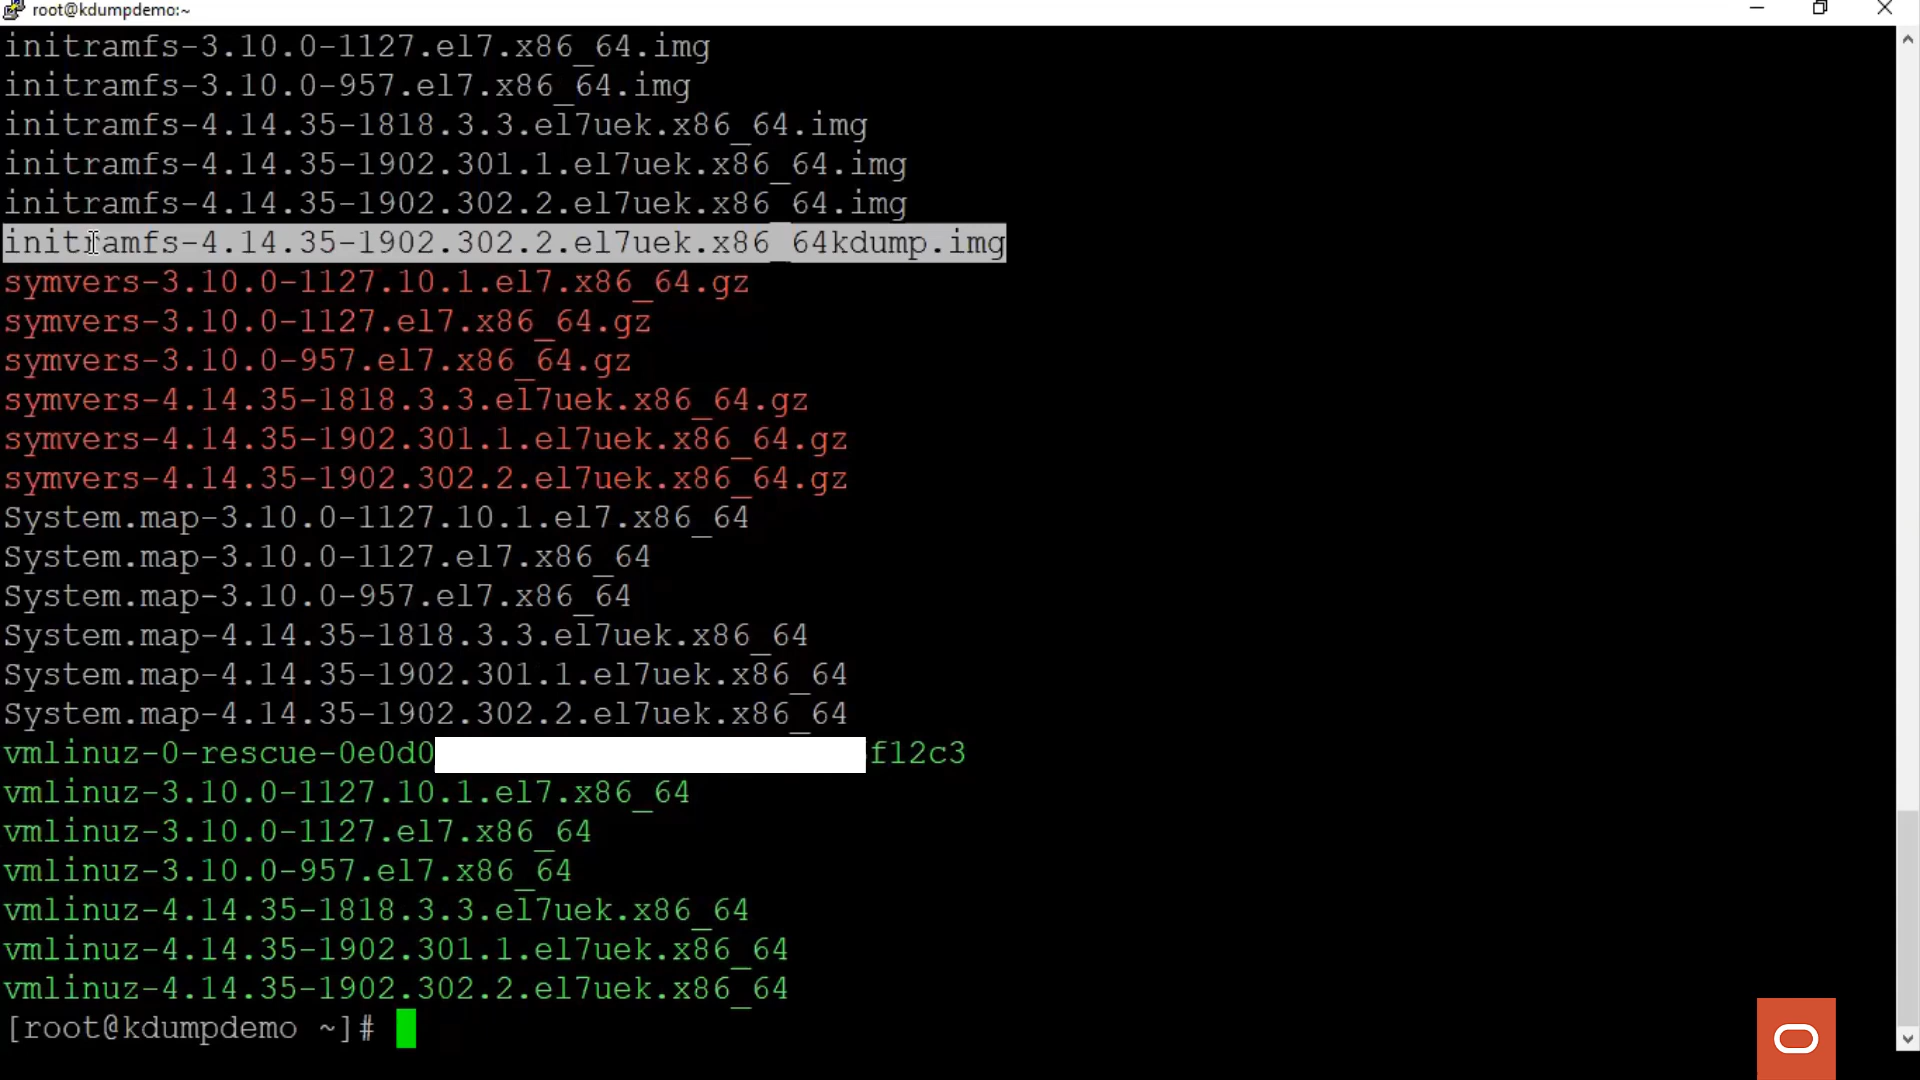 root@kdumpdemo:~
initramfs-3.10.0-1127.el7.x86_64.img
initramfs-3.10.0-957.el7.x86_64.img
initramfs-4.14.35-1818.3.3.el7uek.x86_64.img
initramfs-4.14.35-1902.301.1.el7uek.x86_64.img
initramfs-4.14.35-1902.302.2.el7uek.x86_64.img
initramfs-4.14.35-1902.302.2.el7uek.x86_64kdump.img
symvers-3.10.0-1127.10.1.el7.x86_64.gz
symvers-3.10.0-1127.el7.x86_64.gz
symvers-3.10.0-957.el7.x86_64.gz
symvers-4.14.35-1818.3.3.el7uek.x86_64.gz
symvers-4.14.35-1902.301.1.el7uek.x86_64.gz
symvers-4.14.35-1902.302.2.el7uek.x86_64.gz
System.map-3.10.0-1127.10.1.el7.x86_64
System.map-3.10.0-1127.el7.x86_64
System.map-3.10.0-957.el7.x86_64
System.map-4.14.35-1818.3.3.el7uek.x86_64
System.map-4.14.35-1902.301.1.el7uek.x86_64
System.map-4.14.35-1902.302.2.el7uek.x86_64
vmlinuz-0-rescue-0e0d0 f12c3
vmlinuz-3.10.0-1127.10.1.el7.x86_64
vmlinuz-3.10.0-1127.el7.x86_64
vmlinuz-3.10.0-957.el7.x86_64
vmlinuz-4.14.35-1818.3.3.el7uek.x86_64
vmlinuz-4.14.35-1902.301.1.el7uek.x86_64
vmlinuz-4.14.35-1902.302.2.el7uek.x86_64
[root@kdumpdemo ~]#